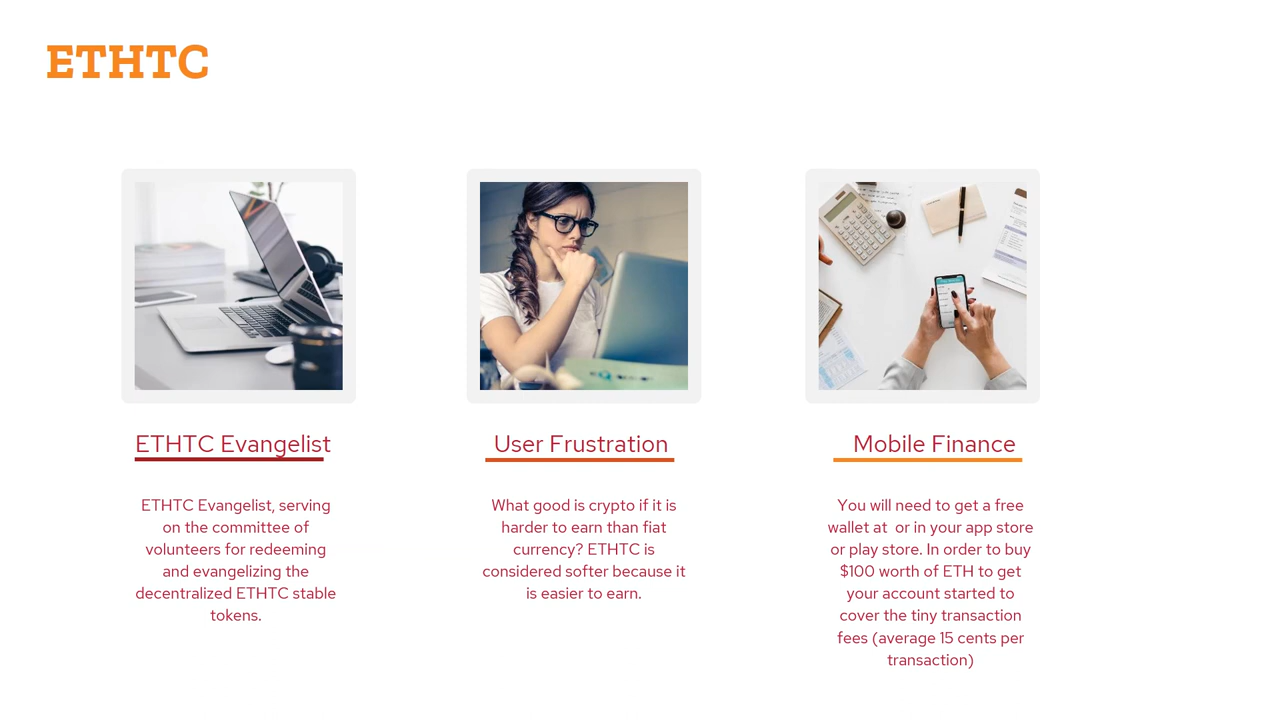 ETHTC
ETHTC Evangelist
ETHTC Evangelist, serving
on the committee of
volunteers for redeeming
and evangelizing the
decentralized ETHTC stable
tokens.
User Frustration
What good is crypto if it is
harder to earn than fiat
currency? ETHTC is
considered softer because it
is easier to earn.
Mobile Finance
You will need to get a free
wallet at  or in your app store
or play store. In order to buy
$100 worth of ETH to get
your account started to
cover the tiny transaction
fees (average 15 cents per
transaction)